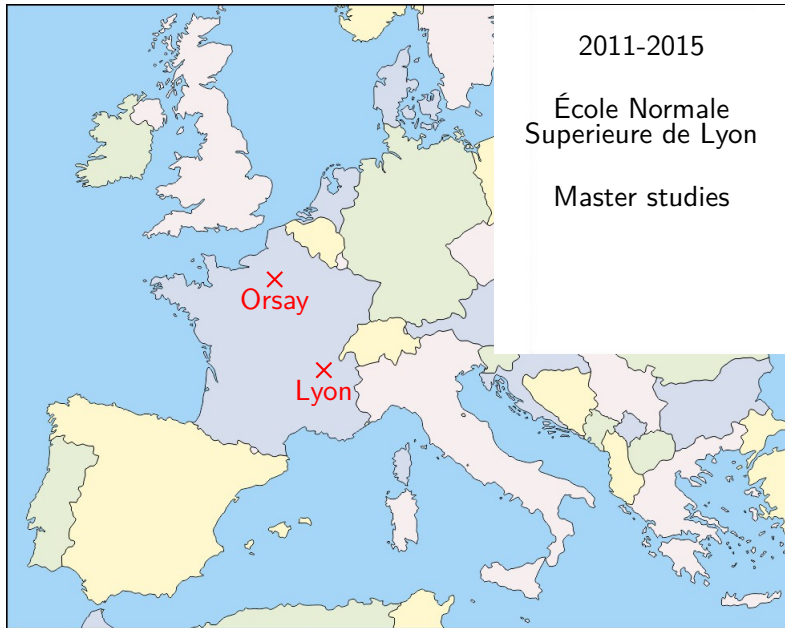 2011-2015
École Normale
Superieure de Lyon
Master studies
Orsay
Lyon